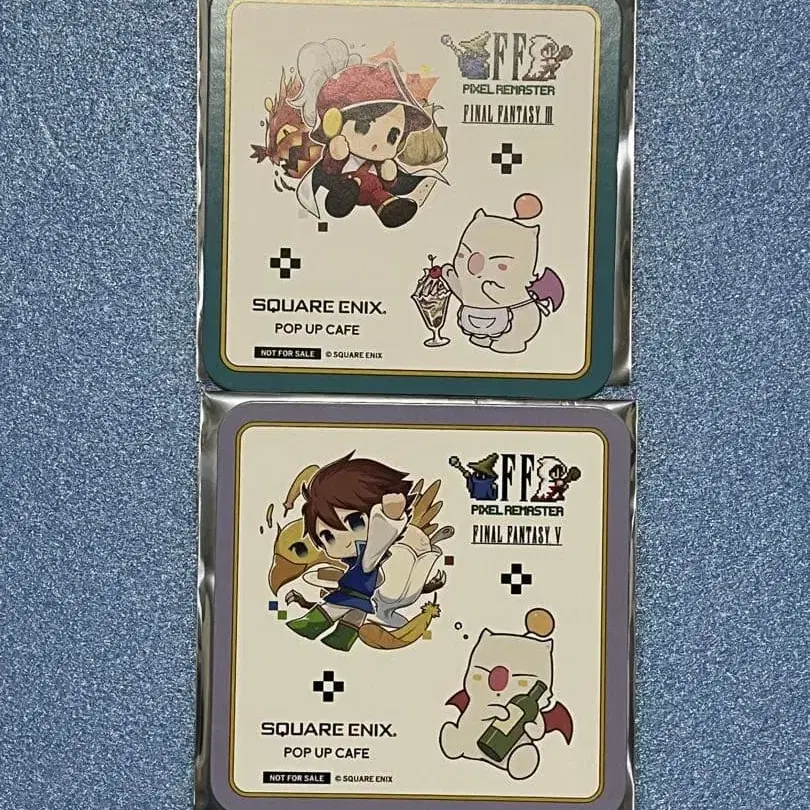 FF
PIXEL REMASTER
FINAL FANTASY III
SQUARE ENIX.
POP UP CAFE
NOT FOR SALE © SQUARE ENIX
FF
PIXEL REMASTER
FINAL FANTASY V
SQUARE ENIX.
POP UP CAFE
NOT FOR SALE © SQUARE ENIX